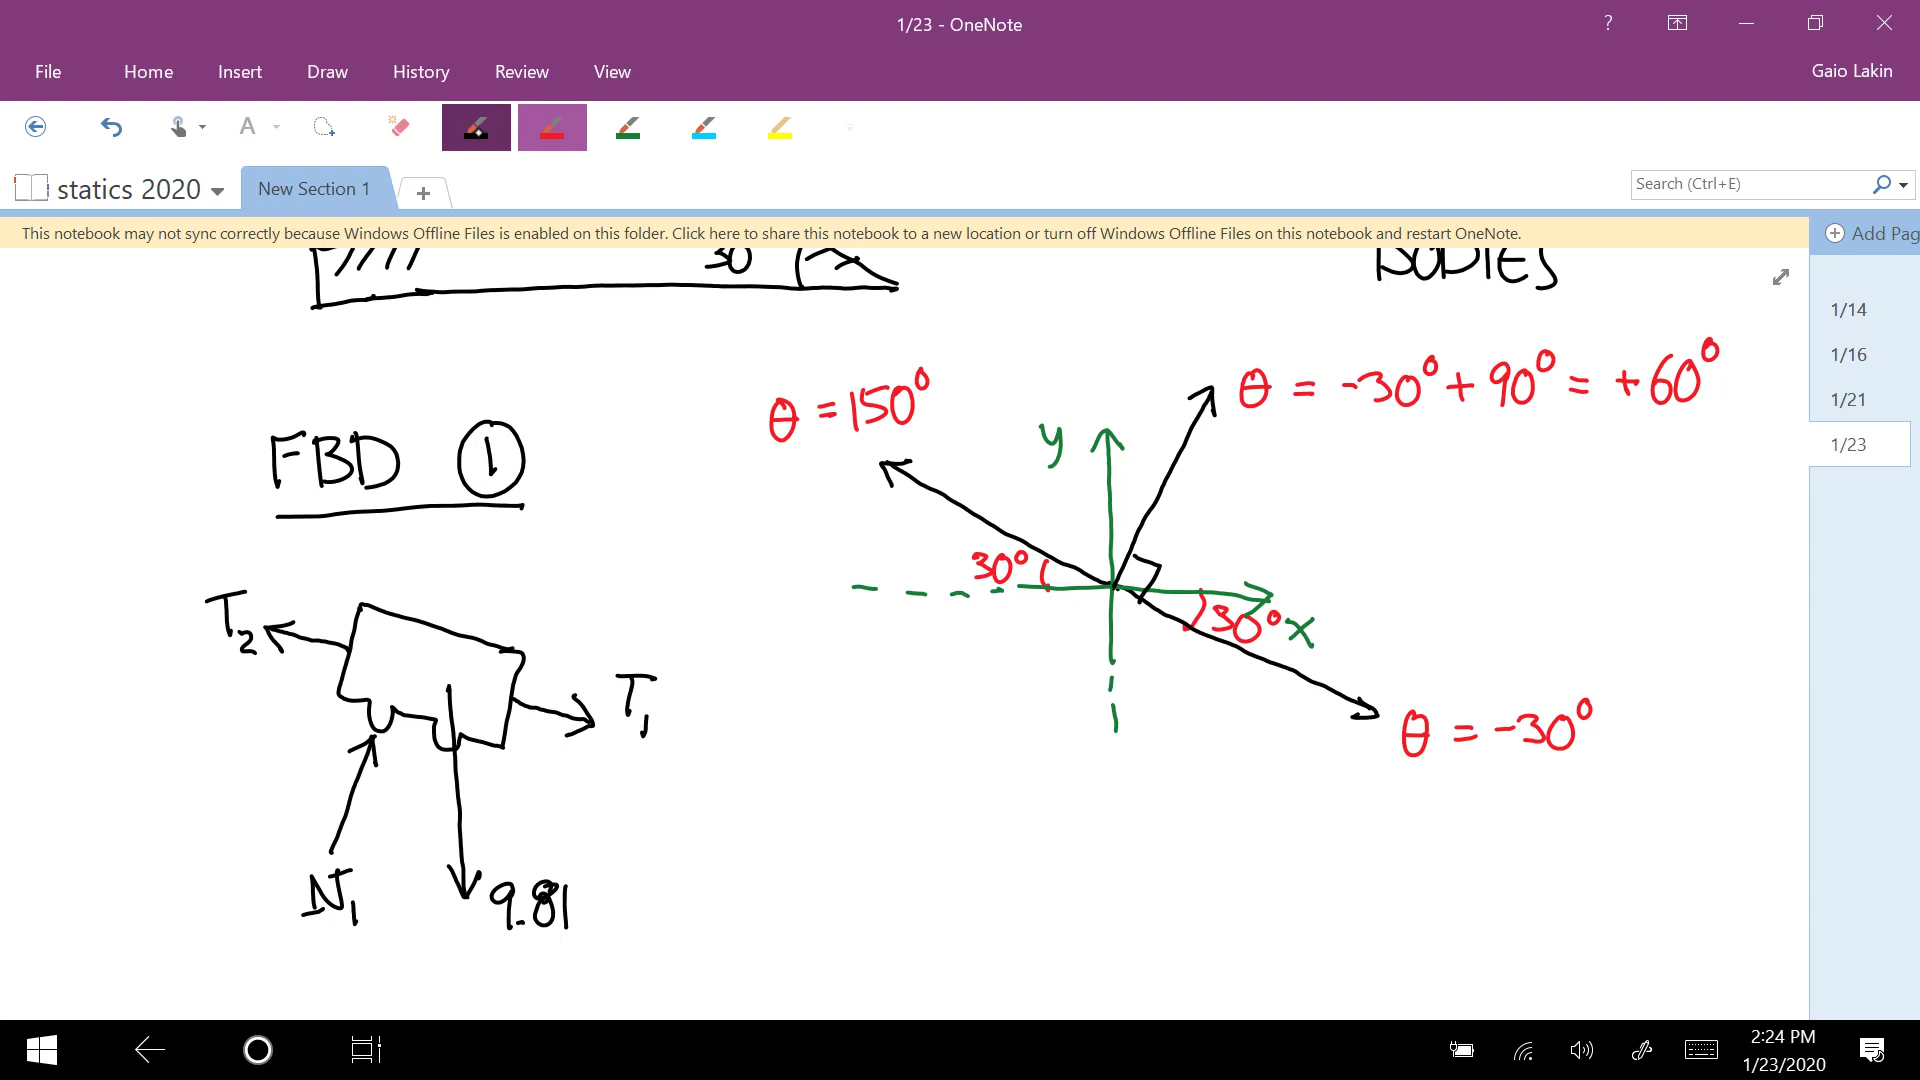 1/23 - OneNote
?
File Home Insert Draw History Review View
Gaio Lakin
A
statics 2020
New Section 1
+
Search (Ctrl+E)
This notebook may not sync correctly because Windows Offline Files is enabled on this folder. Click here to share this notebook to a new location or turn off Windows Offline Files on this notebook and restart OneNote.
Add Pag
30
BODIES
1/14
1/16
1/21
1/23
θ = 150°
θ = -30° + 90° = +60°
y
FBD ①
30°
30° x
T₂
T₁
θ = -30°
N₁
9.81
2:24 PM
1/23/2020